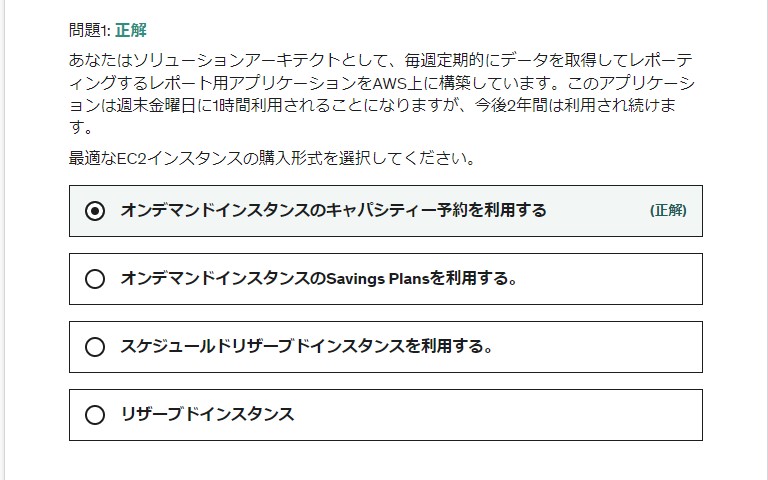 問題1: 正解
あなたはソリューションアーキテクトとして、毎週定期的にデータを取得してレポーテ
ィングするレポート用アプリケーションをAWS上に構築しています。このアプリケーシ
ョンは週末金曜日に1時間利用されることになりますが、今後2年間は利用され続けま
す。
最適なEC2インスタンスの購入形式を選択してください。
オンデマンドインスタンスのキャパシティー予約を利用する (正解)
オンデマンドインスタンスのSavings Plansを利用する。
スケジュールドリザーブドインスタンスを利用する。
リザーブドインスタンス